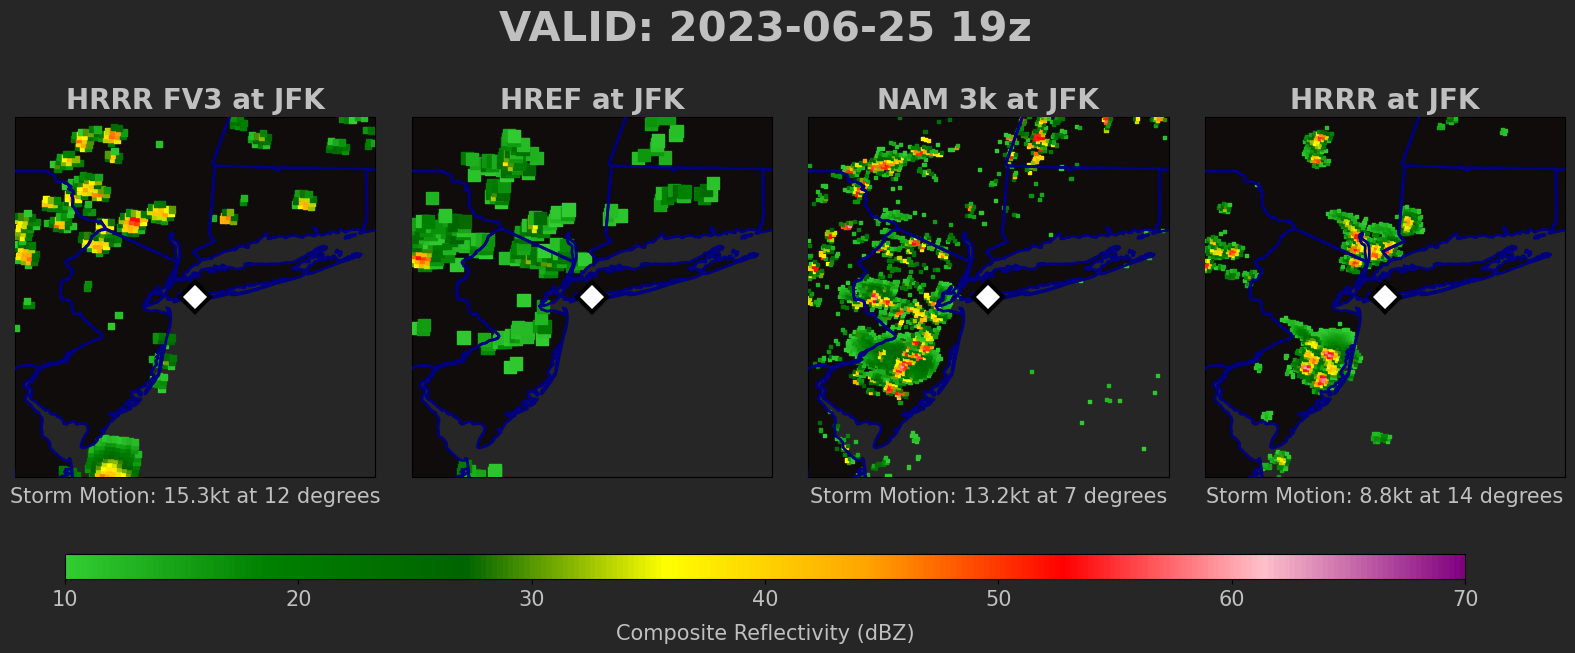 VALID: 2023-06-25 19z
HRRR FV3 at JFK
HREF at JFK
NAM 3k at JFK
HRRR at JFK
Storm Motion: 15.3kt at 12 degrees
Storm Motion: 13.2kt at 7 degrees
Storm Motion: 8.8kt at 14 degrees
10 20 30 40 50 60 70
Composite Reflectivity (dBZ)